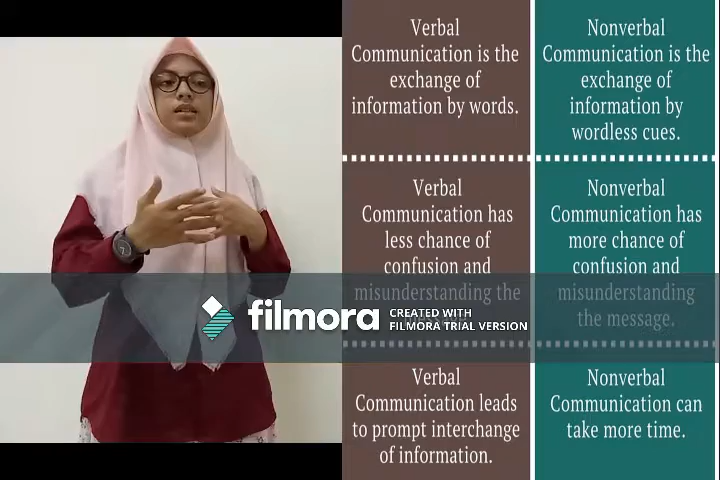 Verbal
Communication is the
exchange of
information by words.
Nonverbal
Communication is the
exchange of
information by
wordless cues.
Verbal
Communication has
less chance of
confusion and
misunderstanding the
Nonverbal
Communication has
more chance of
confusion and
misunderstanding
the message.
filmora
CREATED WITH
FILMORA TRIAL VERSION
Verbal
Communication leads
to prompt interchange
of information.
Nonverbal
Communication can
take more time.